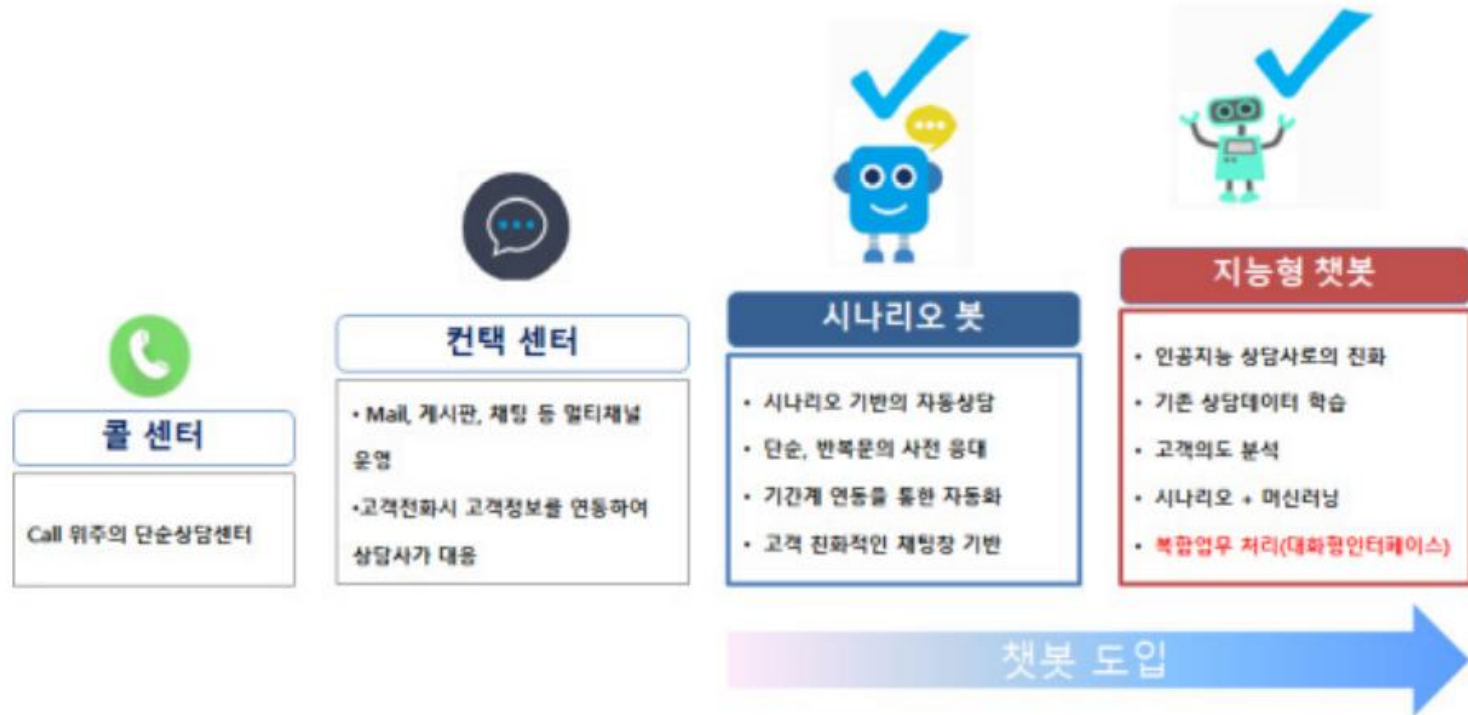 콜 센터
Call 위주의 단순상담센터
컨택 센터
• Mail, 게시판, 채팅 등 멀티채널
운영
•고객전화시 고객정보를 연동하여
상담사가 대응
시나리오 봇
• 시나리오 기반의 자동상담
• 단순, 반복문의 사전 응대
• 기간계 연동을 통한 자동화
• 고객 친화적인 채팅창 기반
지능형 챗봇
• 인공지능 상담사로의 진화
• 기존 상담데이터 학습
• 고객의도 분석
• 시나리오 + 머신러닝
• 복합업무 처리(대화형인터페이스)
챗봇 도입